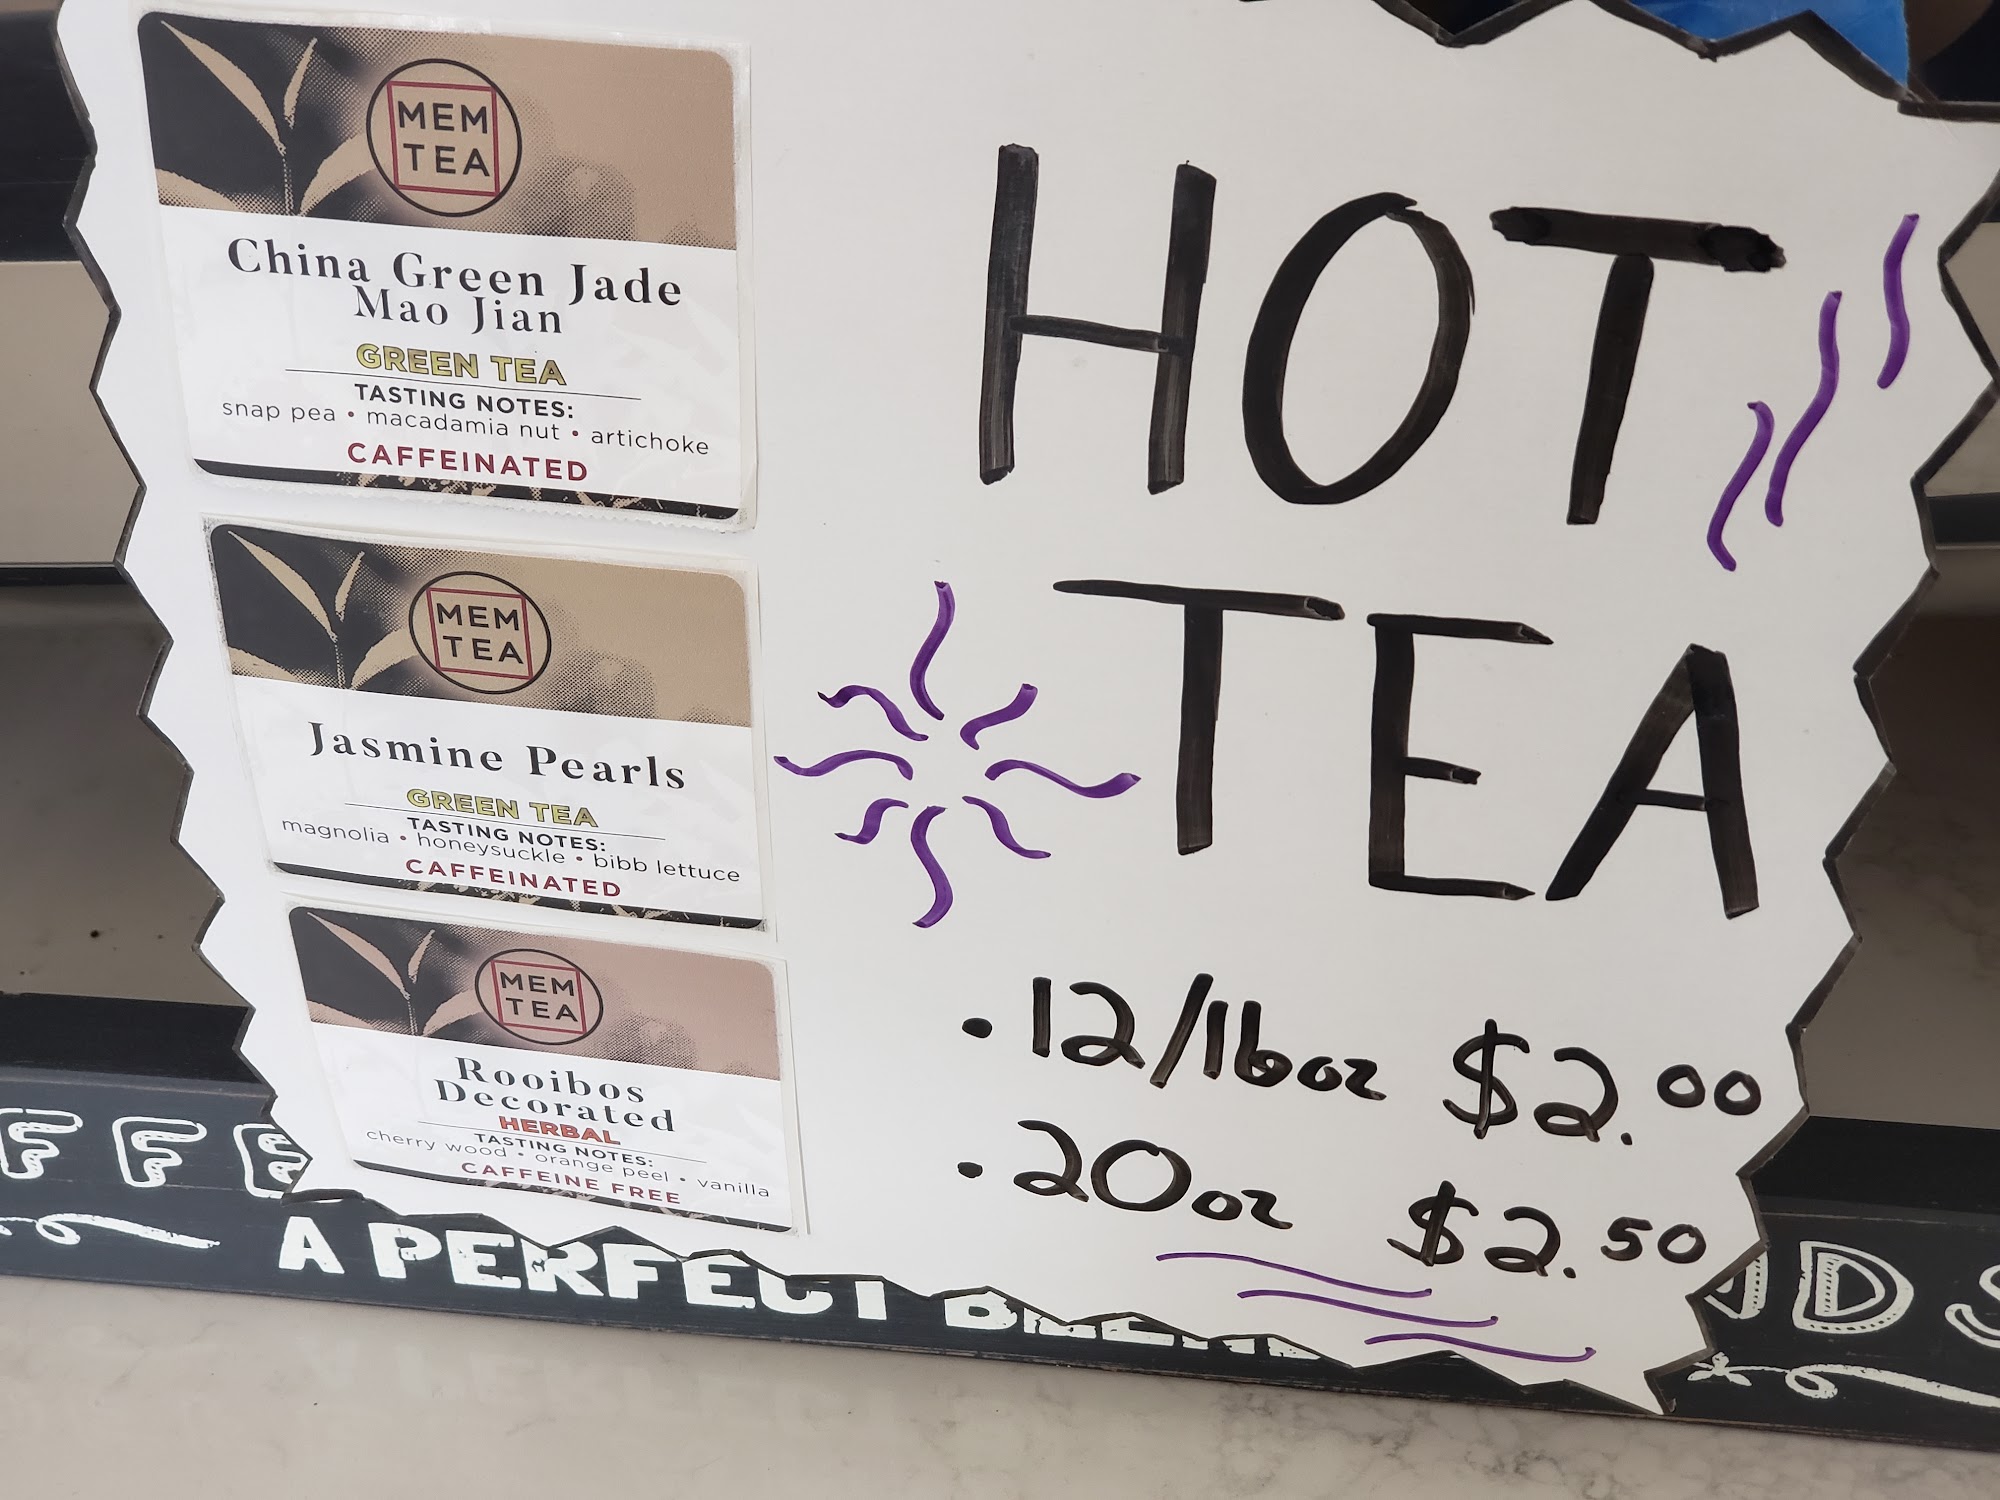 MEM
TEA
China Green Jade
Mao Jian
GREEN TEA
TASTING NOTES:
snap pea • macadamia nut • artichoke
CAFFEINATED
MEM
TEA
Jasmine Pearls
GREEN TEA
TASTING NOTES:
magnolia • honeysuckle • bibb lettuce
CAFFEINATED
MEM
TEA
Rooibos
Decorated
HERBAL
TASTING NOTES:
cherry wood • orange peel • vanilla
CAFFEINE FREE
HOT
TEA
• 12/16oz $2.00
• 20oz $2.50
A PERFECT